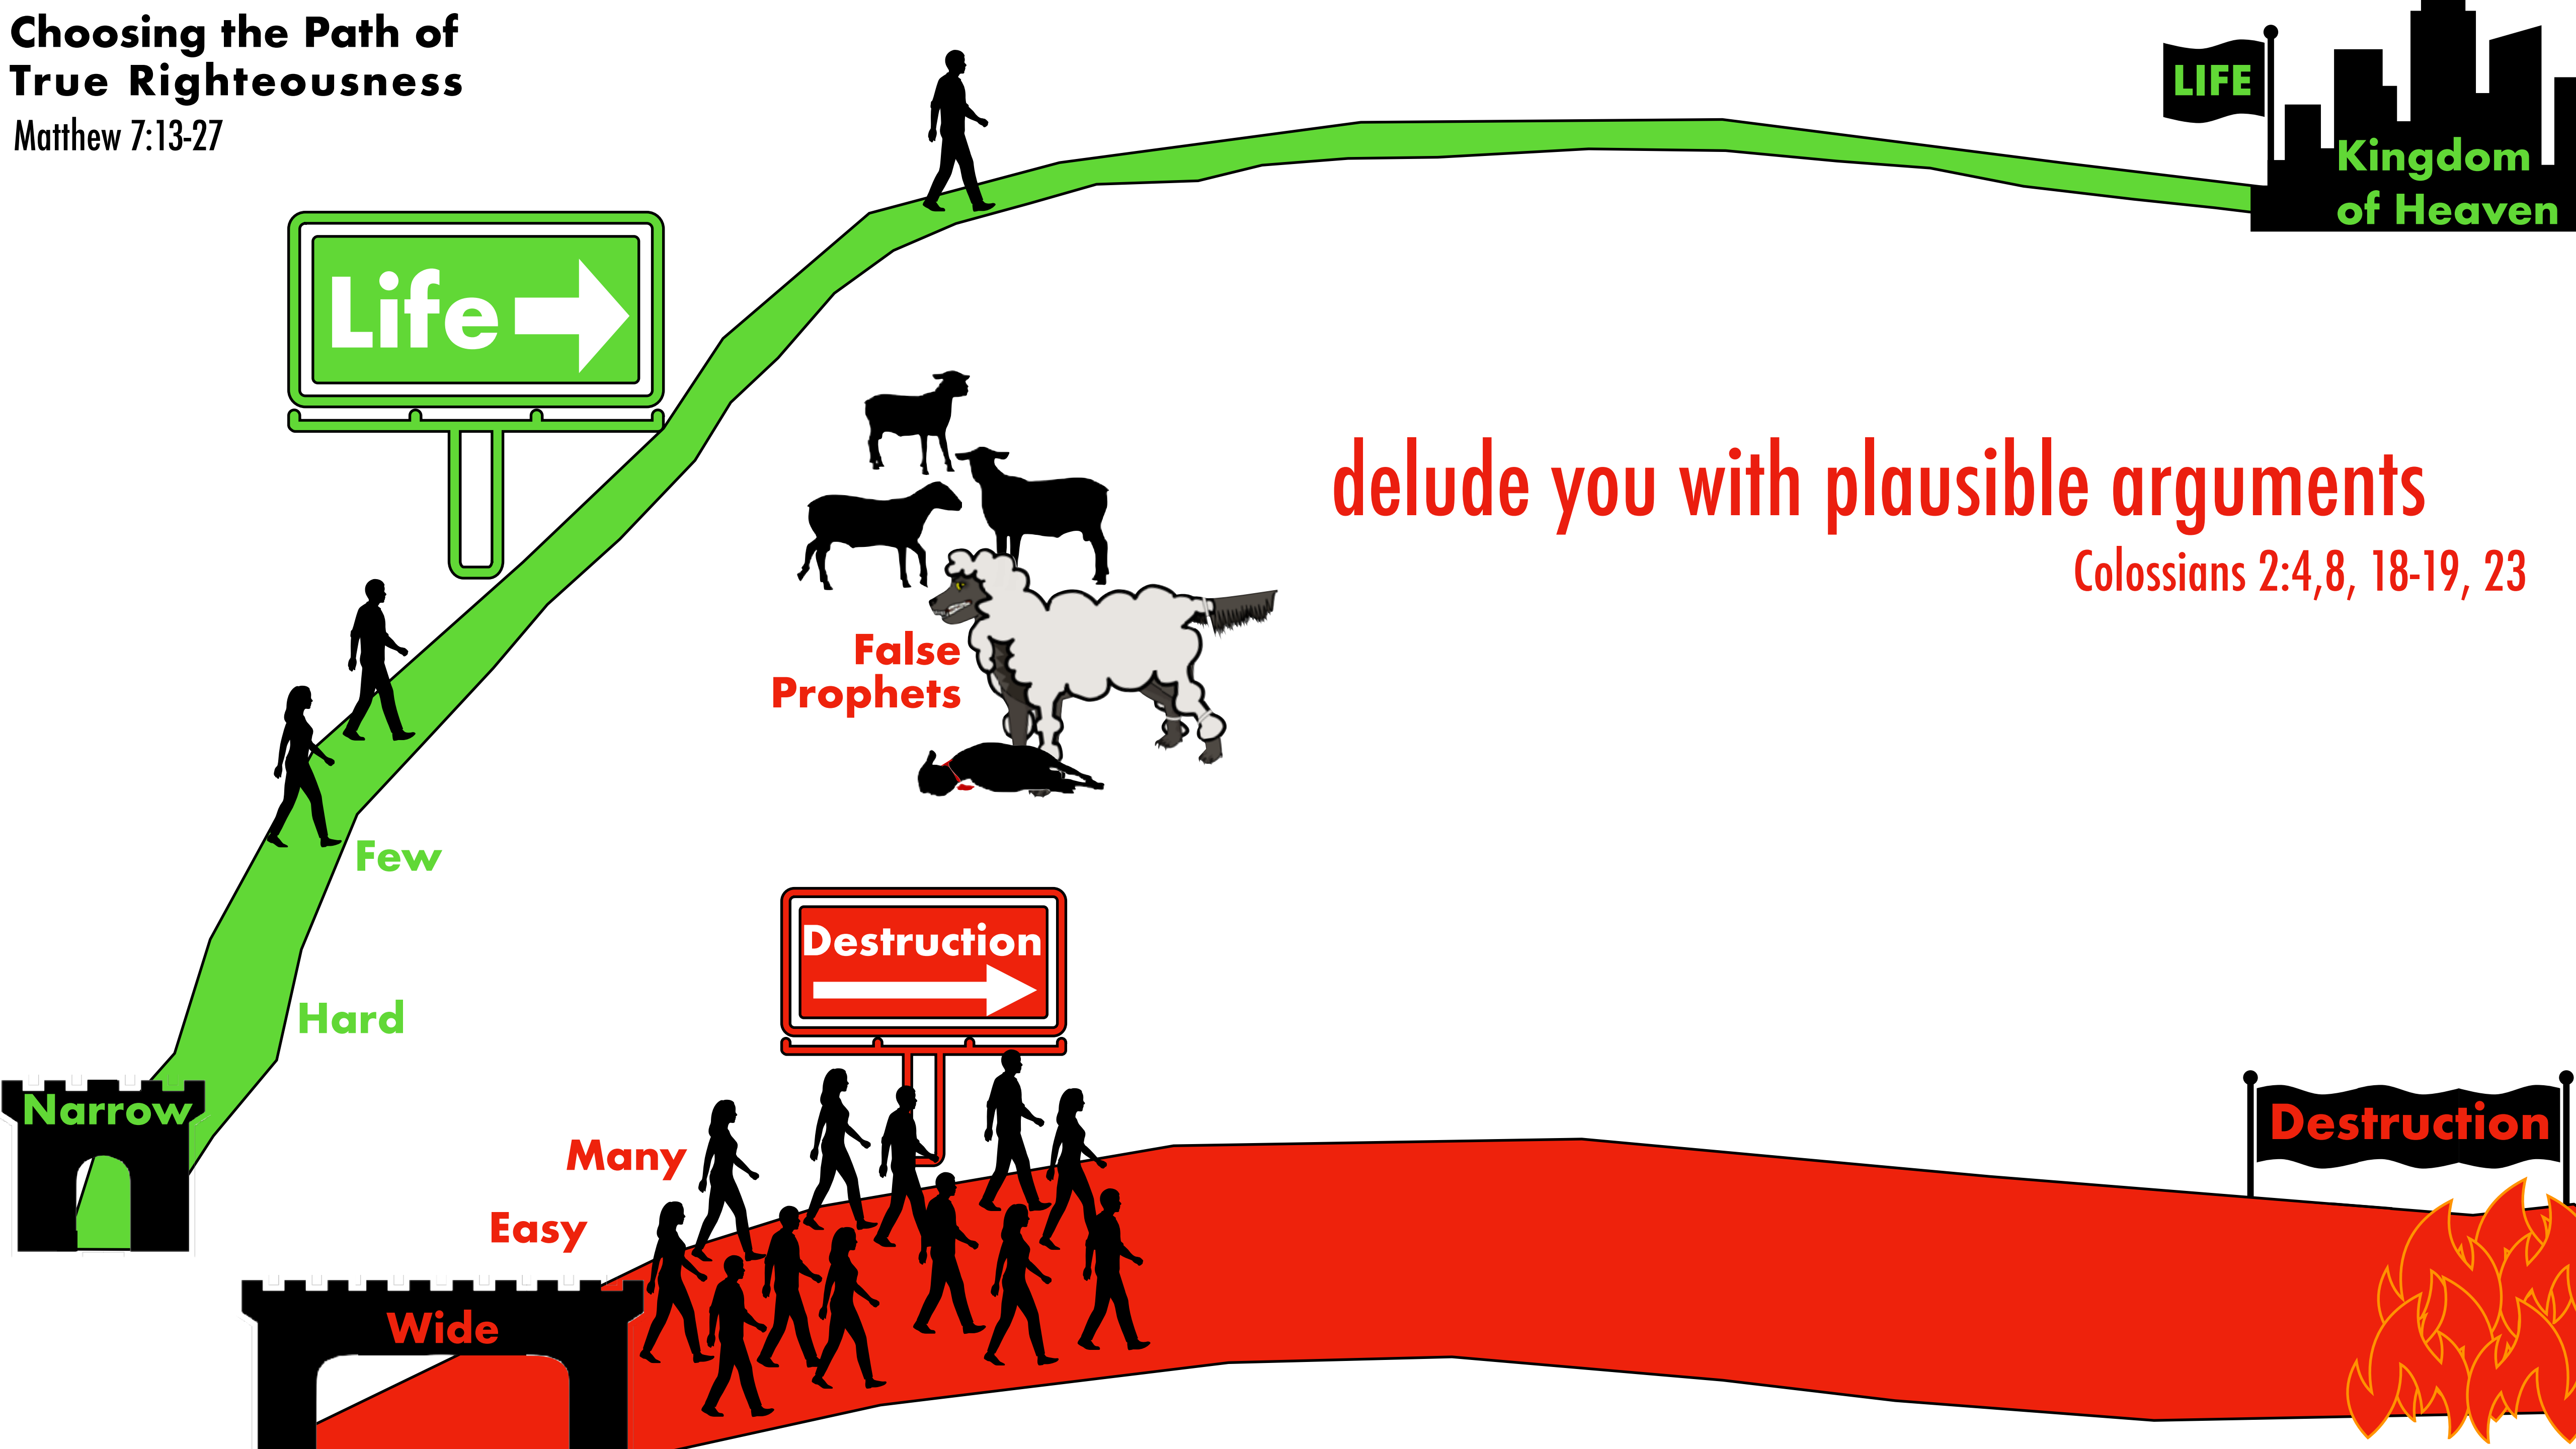 Choosing the Path of
True Righteousness
Matthew 7:13-27
LIFE
Kingdom
of Heaven
Life
delude you with plausible arguments
Colossians 2:4,8, 18-19, 23
False
Prophets
Few
Hard
Narrow
Destruction
Many
Easy
Wide
Destruction